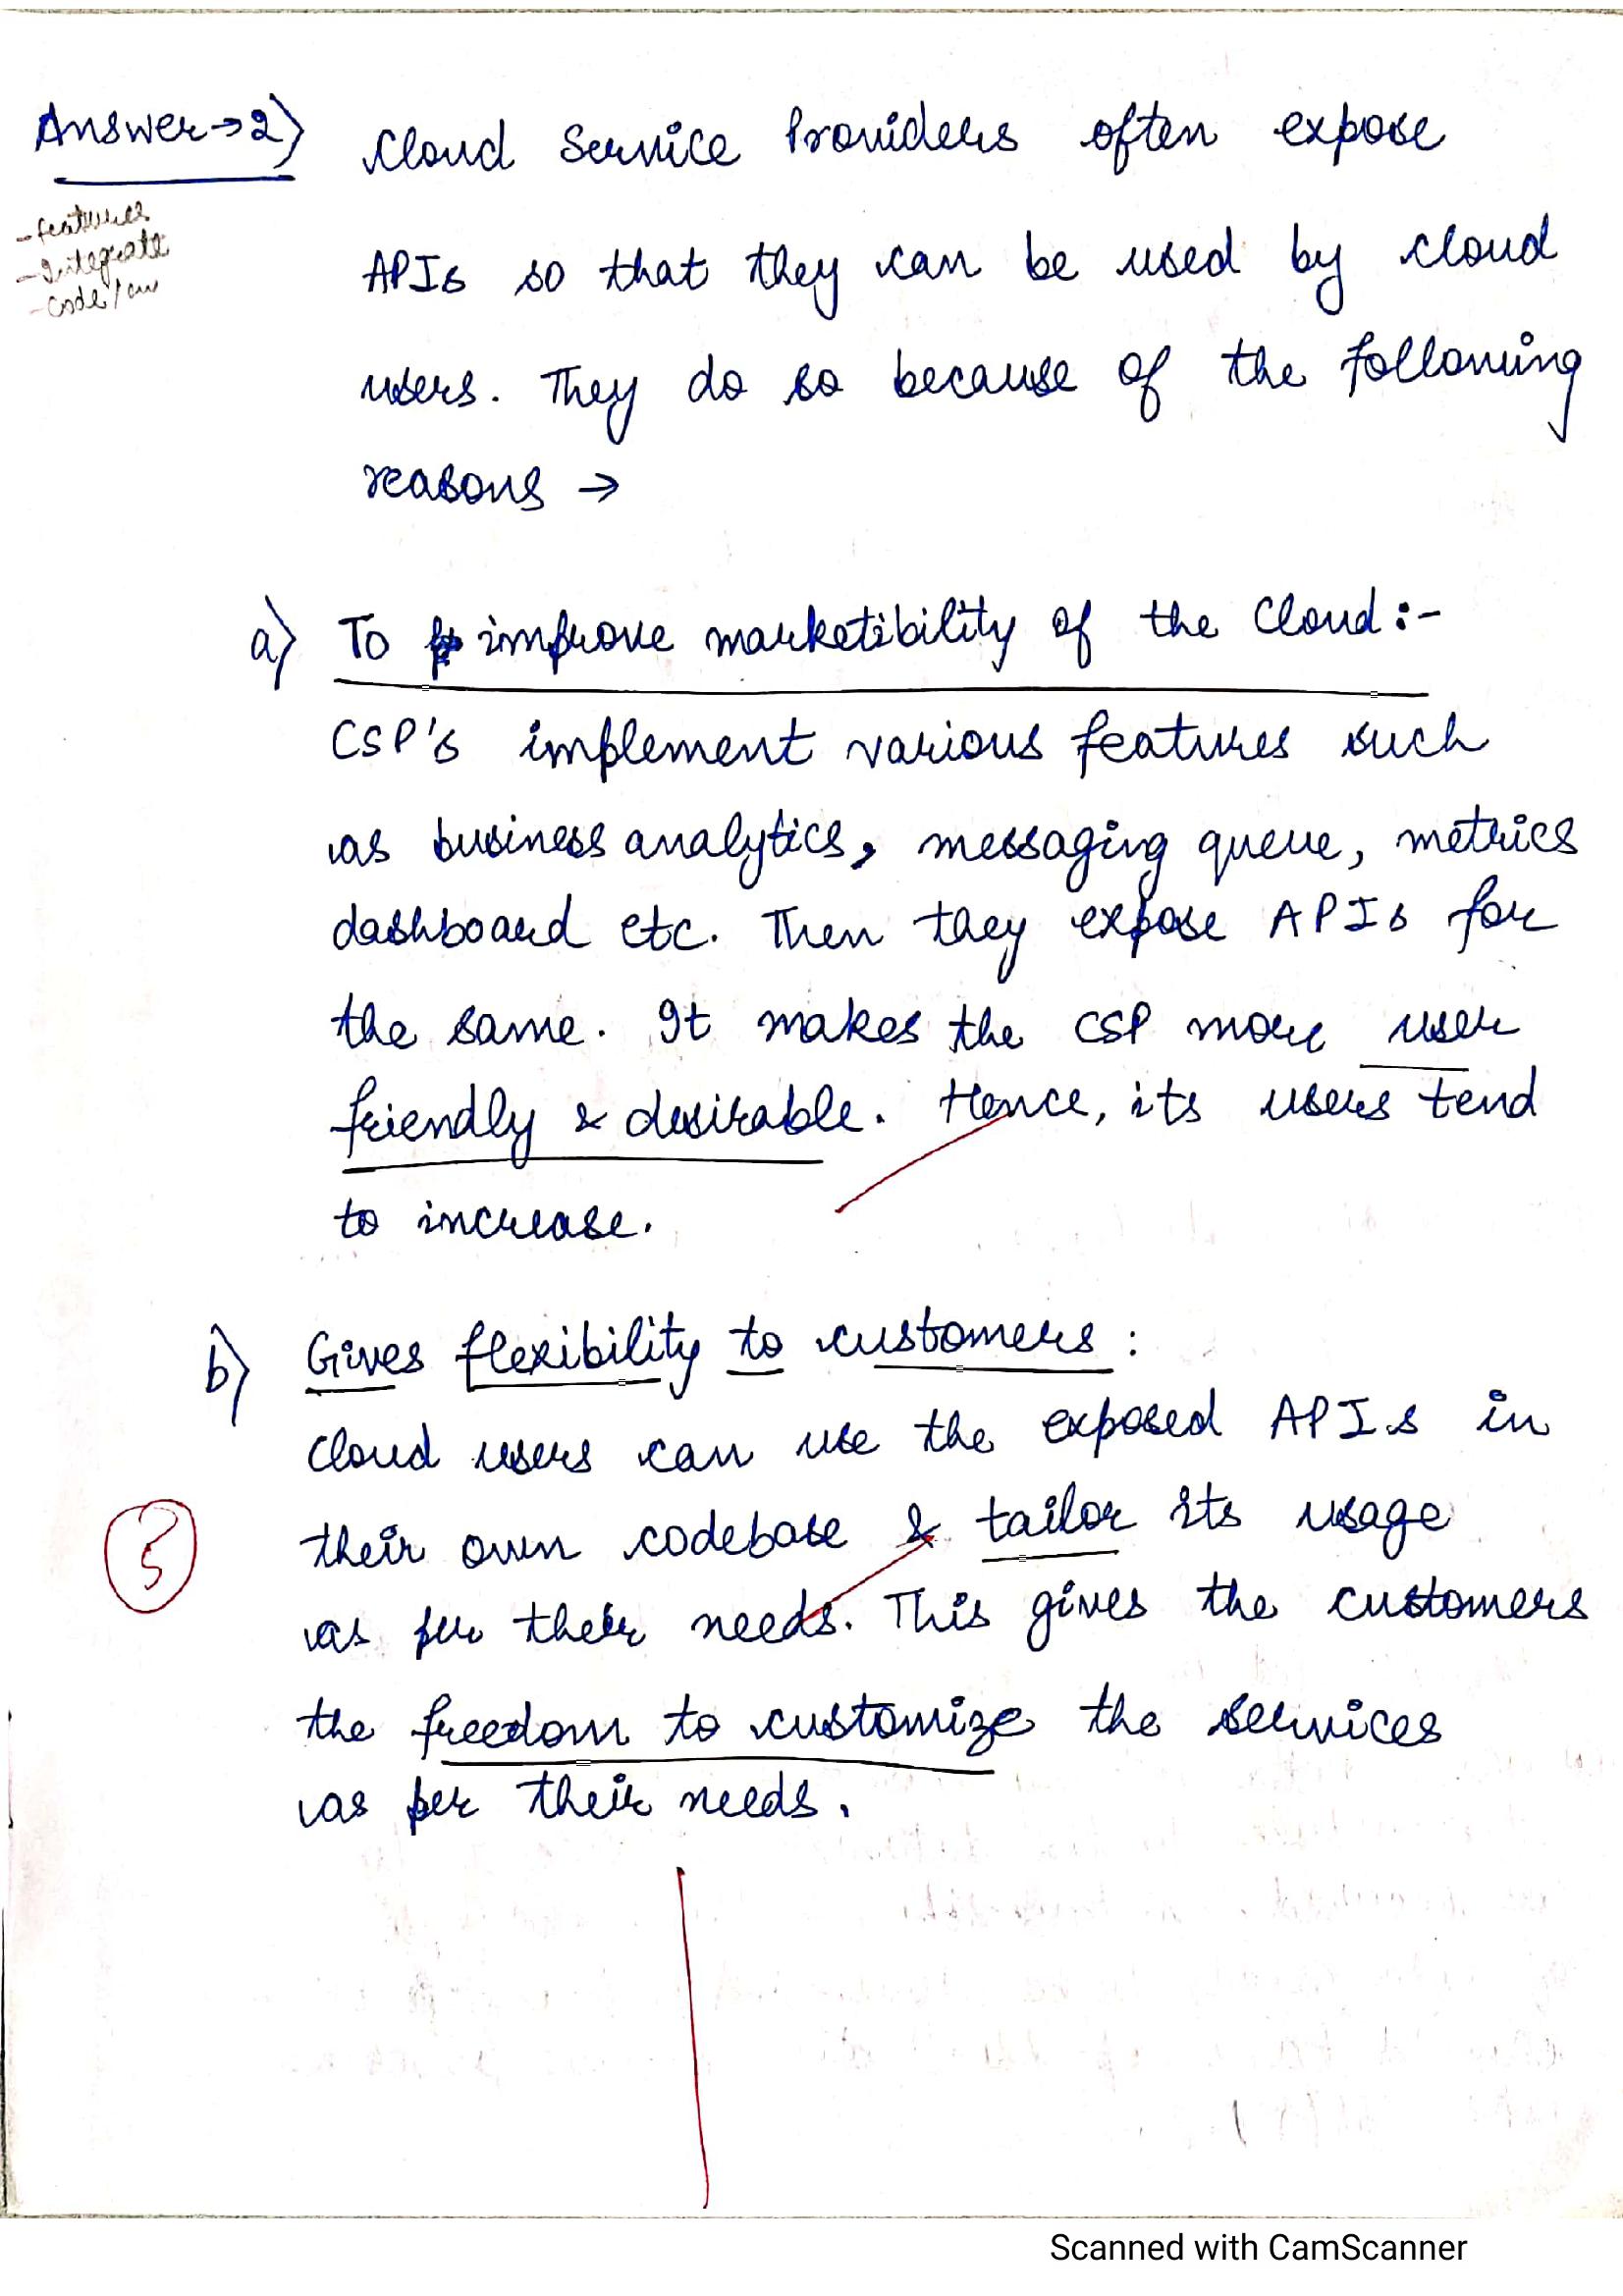 Answer→2) Cloud Service Providers often expose
- features
- Integrate
- code/
APIs so that they can be used by cloud
users. They do so because of the following
reasons →
a) To improve marketibility of the Cloud:-
CSP's implement various features such
as business analytics, messaging queue, metrics
dashboard etc. Then they expose APIs for
the same. It makes the CSP more user
friendly & desirable. Hence, its users tend
to increase.
b) Gives flexibility to customers:
Cloud users can use the exposed APIs in
their own codebase & tailor its usage
as per their needs. This gives the customers
the freedom to customize the services
as per their needs.
Scanned with CamScanner